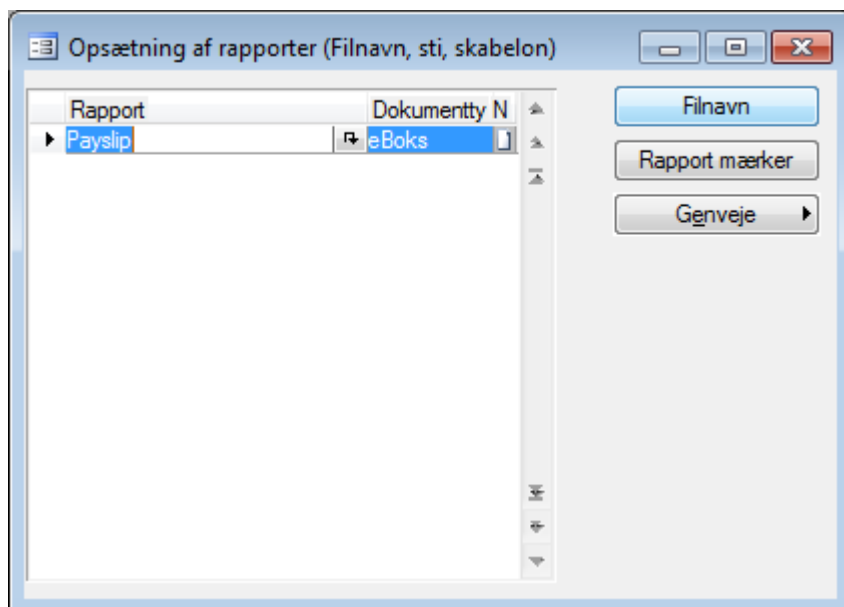 Opsætning af rapporter (Filnavn, sti, skabelon)
Rapport Dokumentty N
Payslip eBoks
Filnavn
Rapport mærker
Genveje